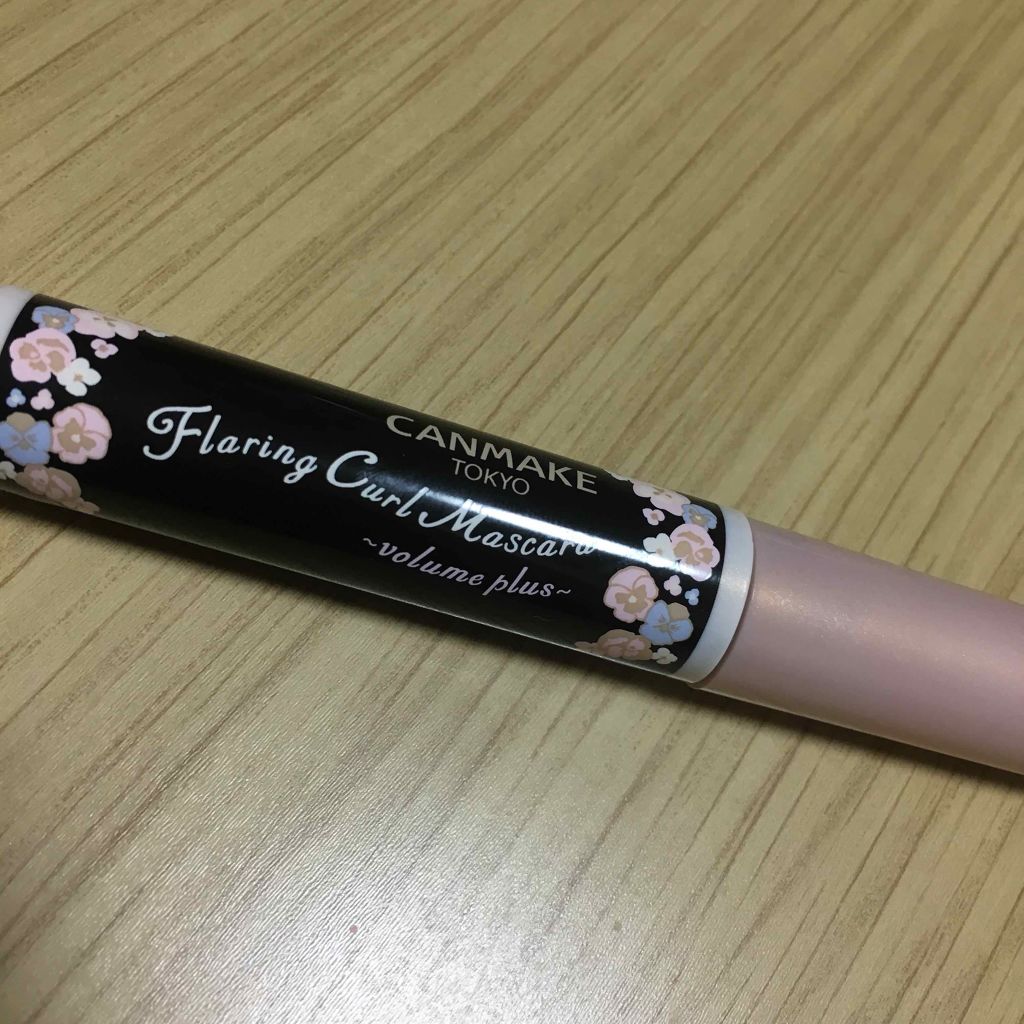 CANMAKE
TOKYO
Flaring Curl Mascara
~volume plus~